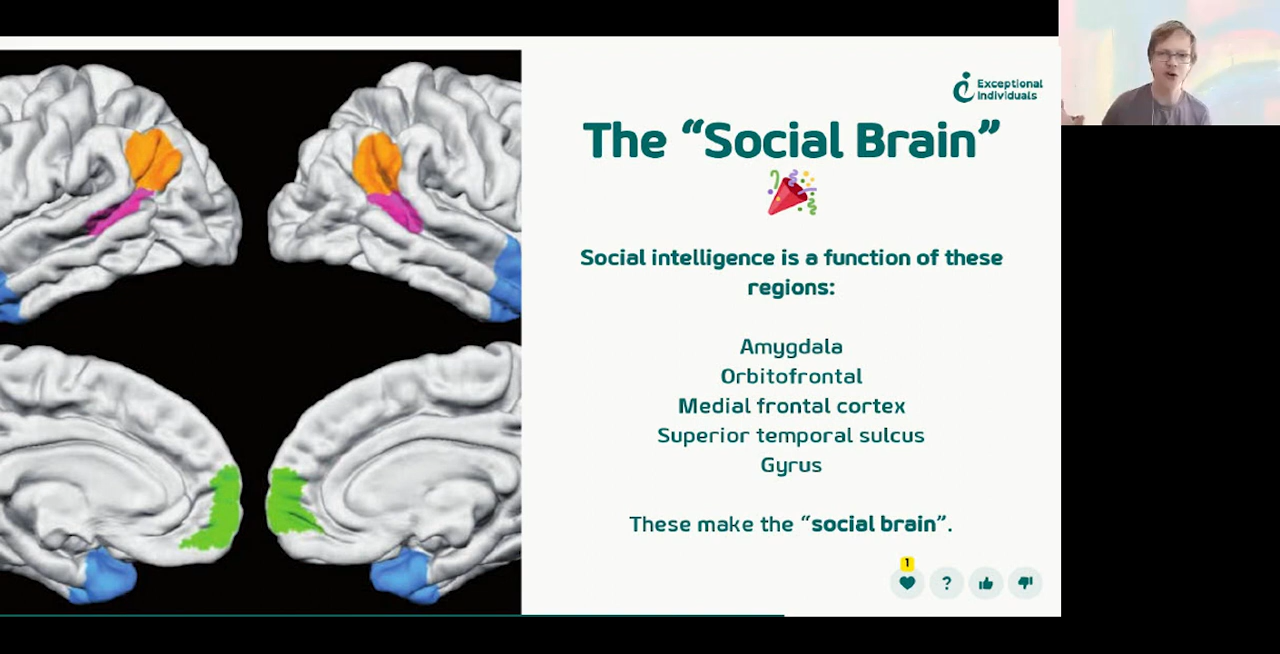 Exceptional
Individuals
The “Social Brain”
Social intelligence is a function of these
regions:
Amygdala
Orbitofrontal
Medial frontal cortex
Superior temporal sulcus
Gyrus
These make the “social brain”.
1
?